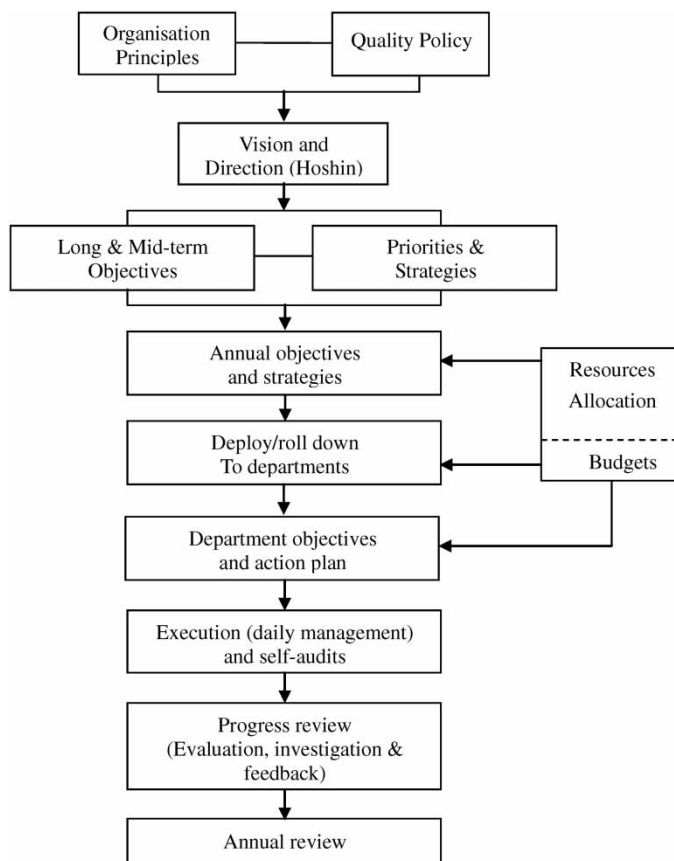 Organisation
Principles
Quality Policy
Vision and
Direction (Hoshin)
Long & Mid-term
Objectives
Priorities &
Strategies
Annual objectives
and strategies
Resources
Allocation
Deploy/roll down
To departments
Budgets
Department objectives
and action plan
Execution (daily management)
and self-audits
Progress review
(Evaluation, investigation &
feedback)
Annual review